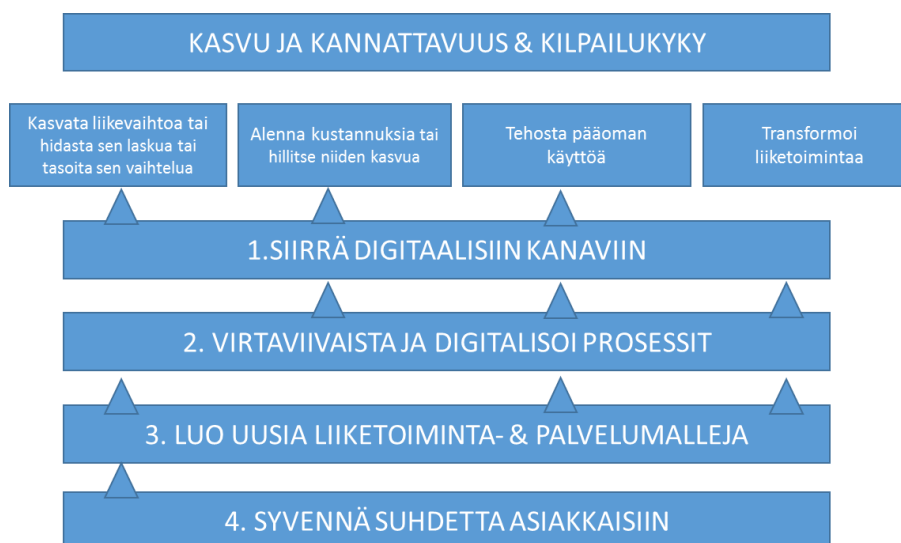 KASVU JA KANNATTAVUUS & KILPAILUKYKY
Kasvata liikevaihtoa tai
hidasta sen laskua tai
tasoita sen vaihtelua
Alenna kustannuksia tai
hillitse niiden kasvua
Tehosta pääoman
käyttöä
Transformoi
liiketoimintaa
1.SIIRRÄ DIGITAALISIIN KANAVIIN
2. VIRTAVIIVAISTA JA DIGITALISOI PROSESSIT
3. LUO UUSIA LIIKETOIMINTA- & PALVELUMALLEJA
4. SYVENNÄ SUHDETTA ASIAKKAISIIN